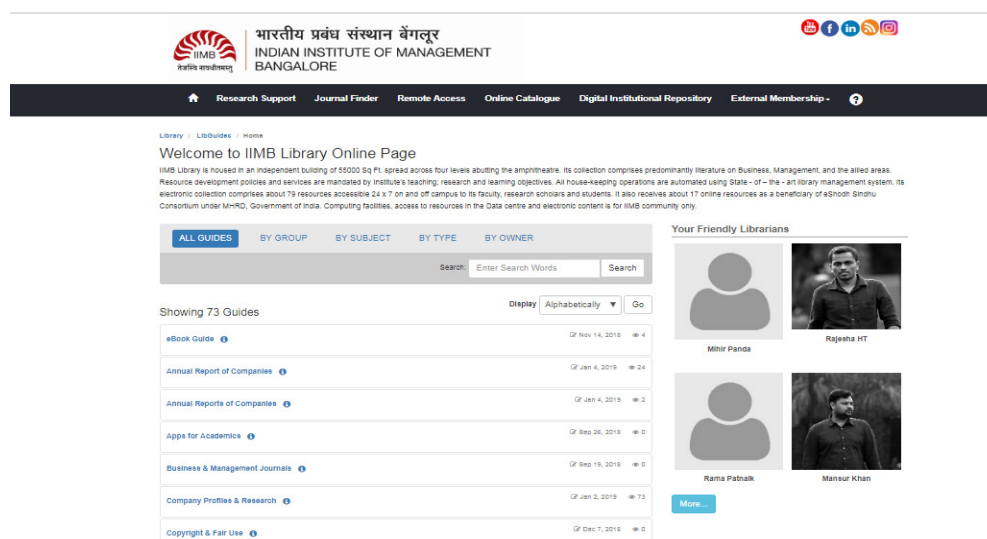 IIMB
तेजस्वि नावधीतमस्तु
भारतीय प्रबंध संस्थान बेंगलूर
INDIAN INSTITUTE OF MANAGEMENT
BANGALORE
You
Tube
f
in
Research Support Journal Finder Remote Access Online Catalogue Digital Institutional Repository External Membership ?
Library / LibGuides / Home
Welcome to IIMB Library Online Page
IIMB Library is housed in an independent building of 55000 Sq Ft. spread across four levels abutting the amphitheatre. Its collection comprises predominantly literature on Business, Management, and the allied areas.
Resource development policies and services are mandated by Institute's teaching; research and learning objectives. All house-keeping operations are automated using State - of – the - art library management system. Its
electronic collection comprises about 79 resources accessible 24 x 7 on and off campus to its faculty, research scholars and students. It also receives about 17 online resources as a beneficiary of eShodh Sindhu
Consortium under MHRD, Government of India. Computing facilities, access to resources in the Data centre and electronic content is for IIMB community only.
ALL GUIDES BY GROUP BY SUBJECT BY TYPE BY OWNER
Search: Enter Search Words Search
Showing 73 Guides
Display Alphabetically Go
eBook Guide Nov 14, 2018 4
Annual Report of Companies Jan 4, 2019 24
Annual Reports of Companies Jan 4, 2019 2
Apps for Academics Sep 26, 2018 0
Business & Management Journals Sep 19, 2018 0
Company Profiles & Research Jan 2, 2019 73
Copyright & Fair Use Dec 7, 2018 0
Your Friendly Librarians
Mihir Panda
Rajesha HT
Rama Patnaik
Mansur Khan
More...